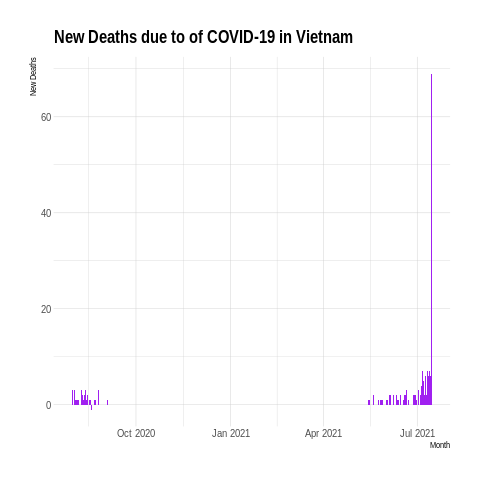 New Deaths due to of COVID-19 in Vietnam
New Deaths
60
40
20
0
Oct 2020 Jan 2021 Apr 2021 Jul 2021
Month